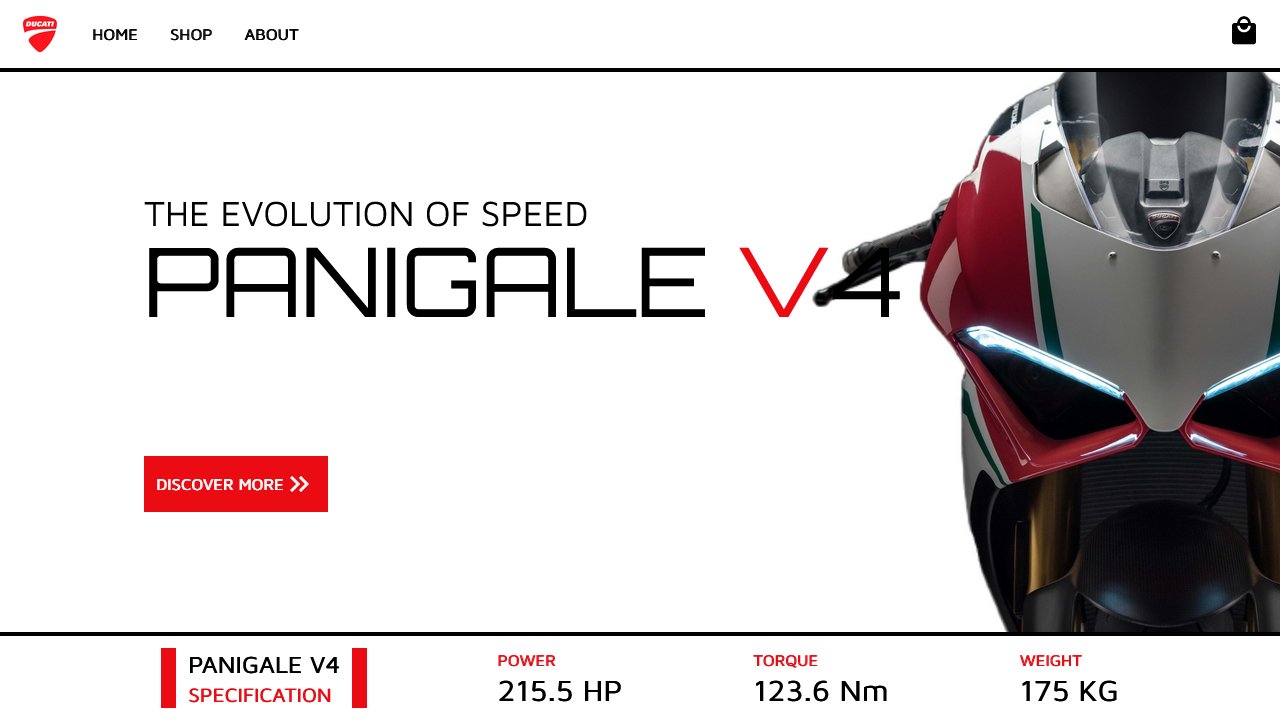 DUCATI
HOME SHOP ABOUT
THE EVOLUTION OF SPEED
PANIGALE V4
DISCOVER MORE
PANIGALE V4
SPECIFICATION
POWER
215.5 HP
TORQUE
123.6 Nm
WEIGHT
175 KG